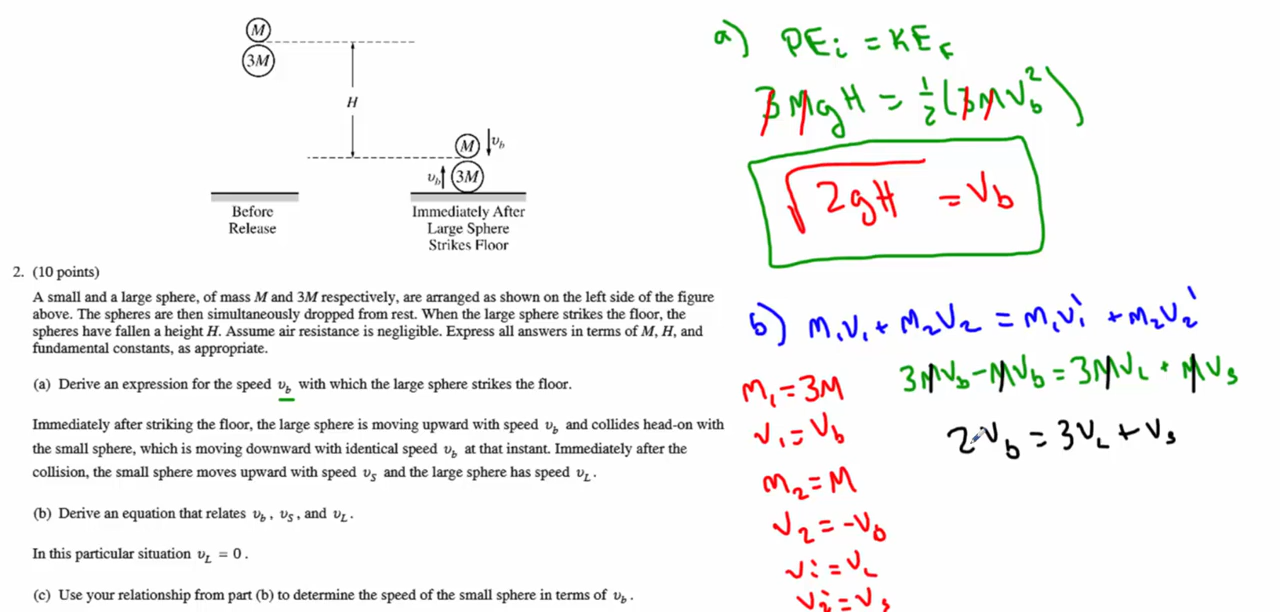 M
3M
H
M
v_b
v_b
3M
Before
Release
Immediately After
Large Sphere
Strikes Floor
2. (10 points)
A small and a large sphere, of mass M and 3M respectively, are arranged as shown on the left side of the figure
above. The spheres are then simultaneously dropped from rest. When the large sphere strikes the floor, the
spheres have fallen a height H. Assume air resistance is negligible. Express all answers in terms of M, H, and
fundamental constants, as appropriate.
(a) Derive an expression for the speed v_b with which the large sphere strikes the floor.
Immediately after striking the floor, the large sphere is moving upward with speed v_b and collides head-on with
the small sphere, which is moving downward with identical speed v_b at that instant. Immediately after the
collision, the small sphere moves upward with speed v_S and the large sphere has speed v_L.
(b) Derive an equation that relates v_b, v_S, and v_L.
In this particular situation v_L = 0.
(c) Use your relationship from part (b) to determine the speed of the small sphere in terms of v_b.
a) PE_i = KE_f
3MgH = 1/2 (3Mv_b^2)
√2gH = v_b
b) m_1v_1 + m_2v_2 = m_1v_1' + m_2v_2'
3Mv_b - Mv_b = 3Mv_L + Mv_s
2v_b = 3v_L + v_s
m_1 = 3M
v_1 = v_b
m_2 = M
v_2 = -v_b
v_1' = v_L
v_2' = v_s